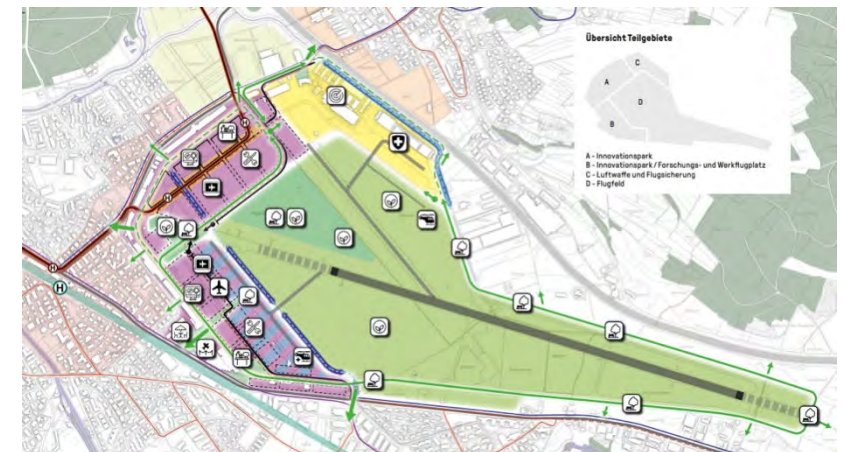 Übersicht Teilgebiete
C
A
D
B
A - Innovationspark
B - Innovationspark / Forschungs- und Werkflugplatz
C - Luftwaffe und Flugsicherung
D - Flugfeld
H
H
H
H